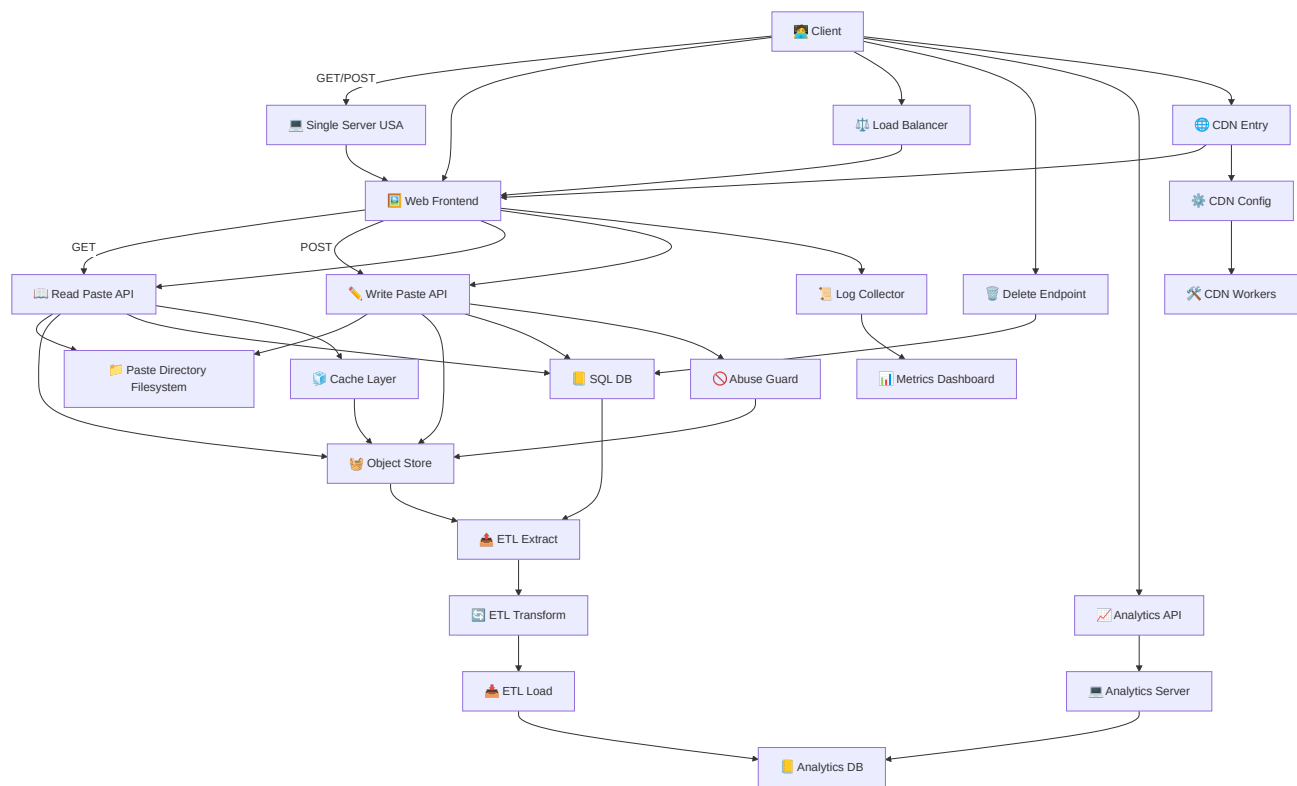 🧑‍💻 Client
GET/POST
💻 Single Server USA
⚖️ Load Balancer
🌐 CDN Entry
🖼️ Web Frontend
⚙️ CDN Config
GET
POST
📖 Read Paste API
✏️ Write Paste API
📜 Log Collector
🗑️ Delete Endpoint
🛠️ CDN Workers
📁 Paste Directory
Filesystem
🧊 Cache Layer
📒 SQL DB
🚫 Abuse Guard
📊 Metrics Dashboard
🧺 Object Store
📤 ETL Extract
🔄 ETL Transform
📈 Analytics API
📥 ETL Load
💻 Analytics Server
📒 Analytics DB